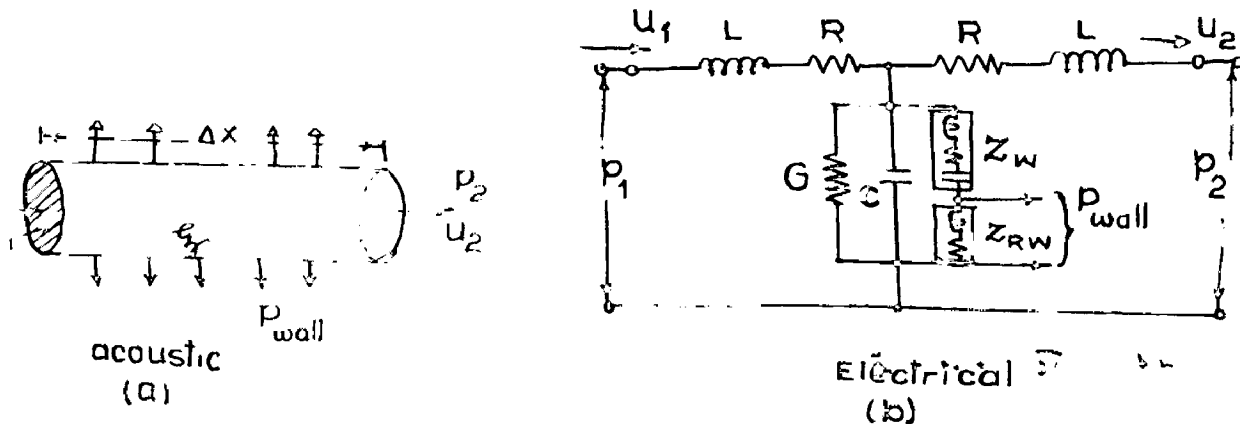 Δx
p2
u2
Pwall
acoustic
(a)
u1 L R R L u2
p1 G C ZW ZRW Pwall p2
Electrical
(b)